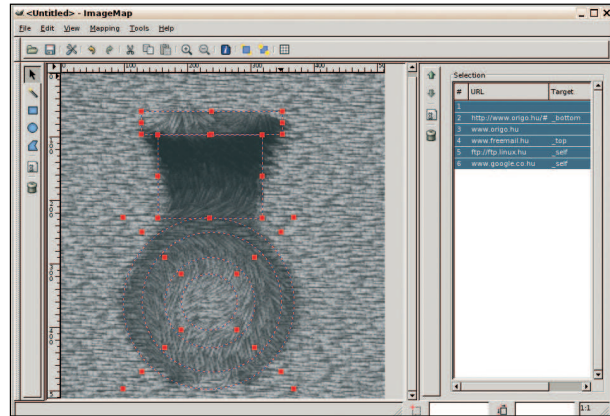 <Untitled> - ImageMap
File Edit View Mapping Tools Help
Selection
# URL Target
1
2 http://www.origo.hu/# _bottom
3 www.origo.hu
4 www.freemail.hu _top
5 ftp://ftp.linux.hu _self
6 www.google.co.hu _self
1:1